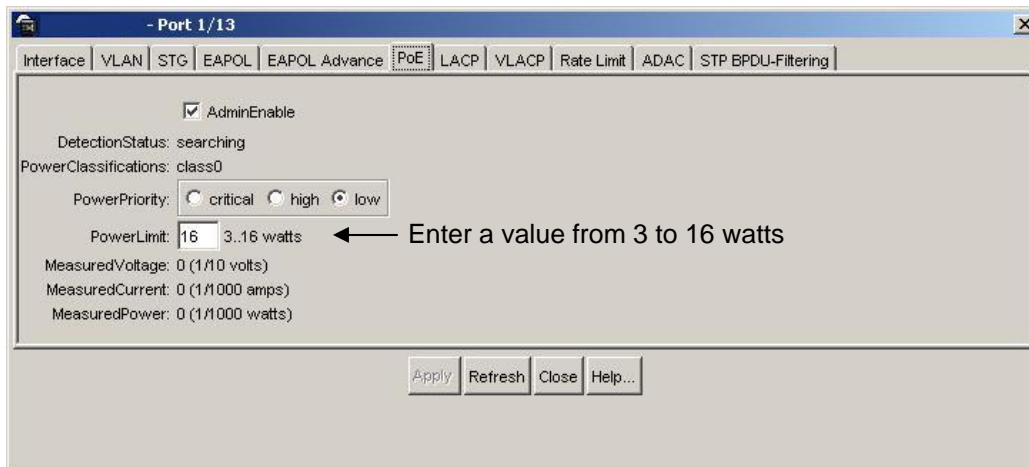 - Port 1/13
Interface VLAN STG EAPOL EAPOL Advance PoE LACP VLACP Rate Limit ADAC STP BPDU-Filtering
AdminEnable
DetectionStatus: searching
PowerClassifications: class0
PowerPriority: critical high low
PowerLimit: 16 3..16 watts Enter a value from 3 to 16 watts
MeasuredVoltage: 0 (1/10 volts)
MeasuredCurrent: 0 (1/1000 amps)
MeasuredPower: 0 (1/1000 watts)
Apply Refresh Close Help...